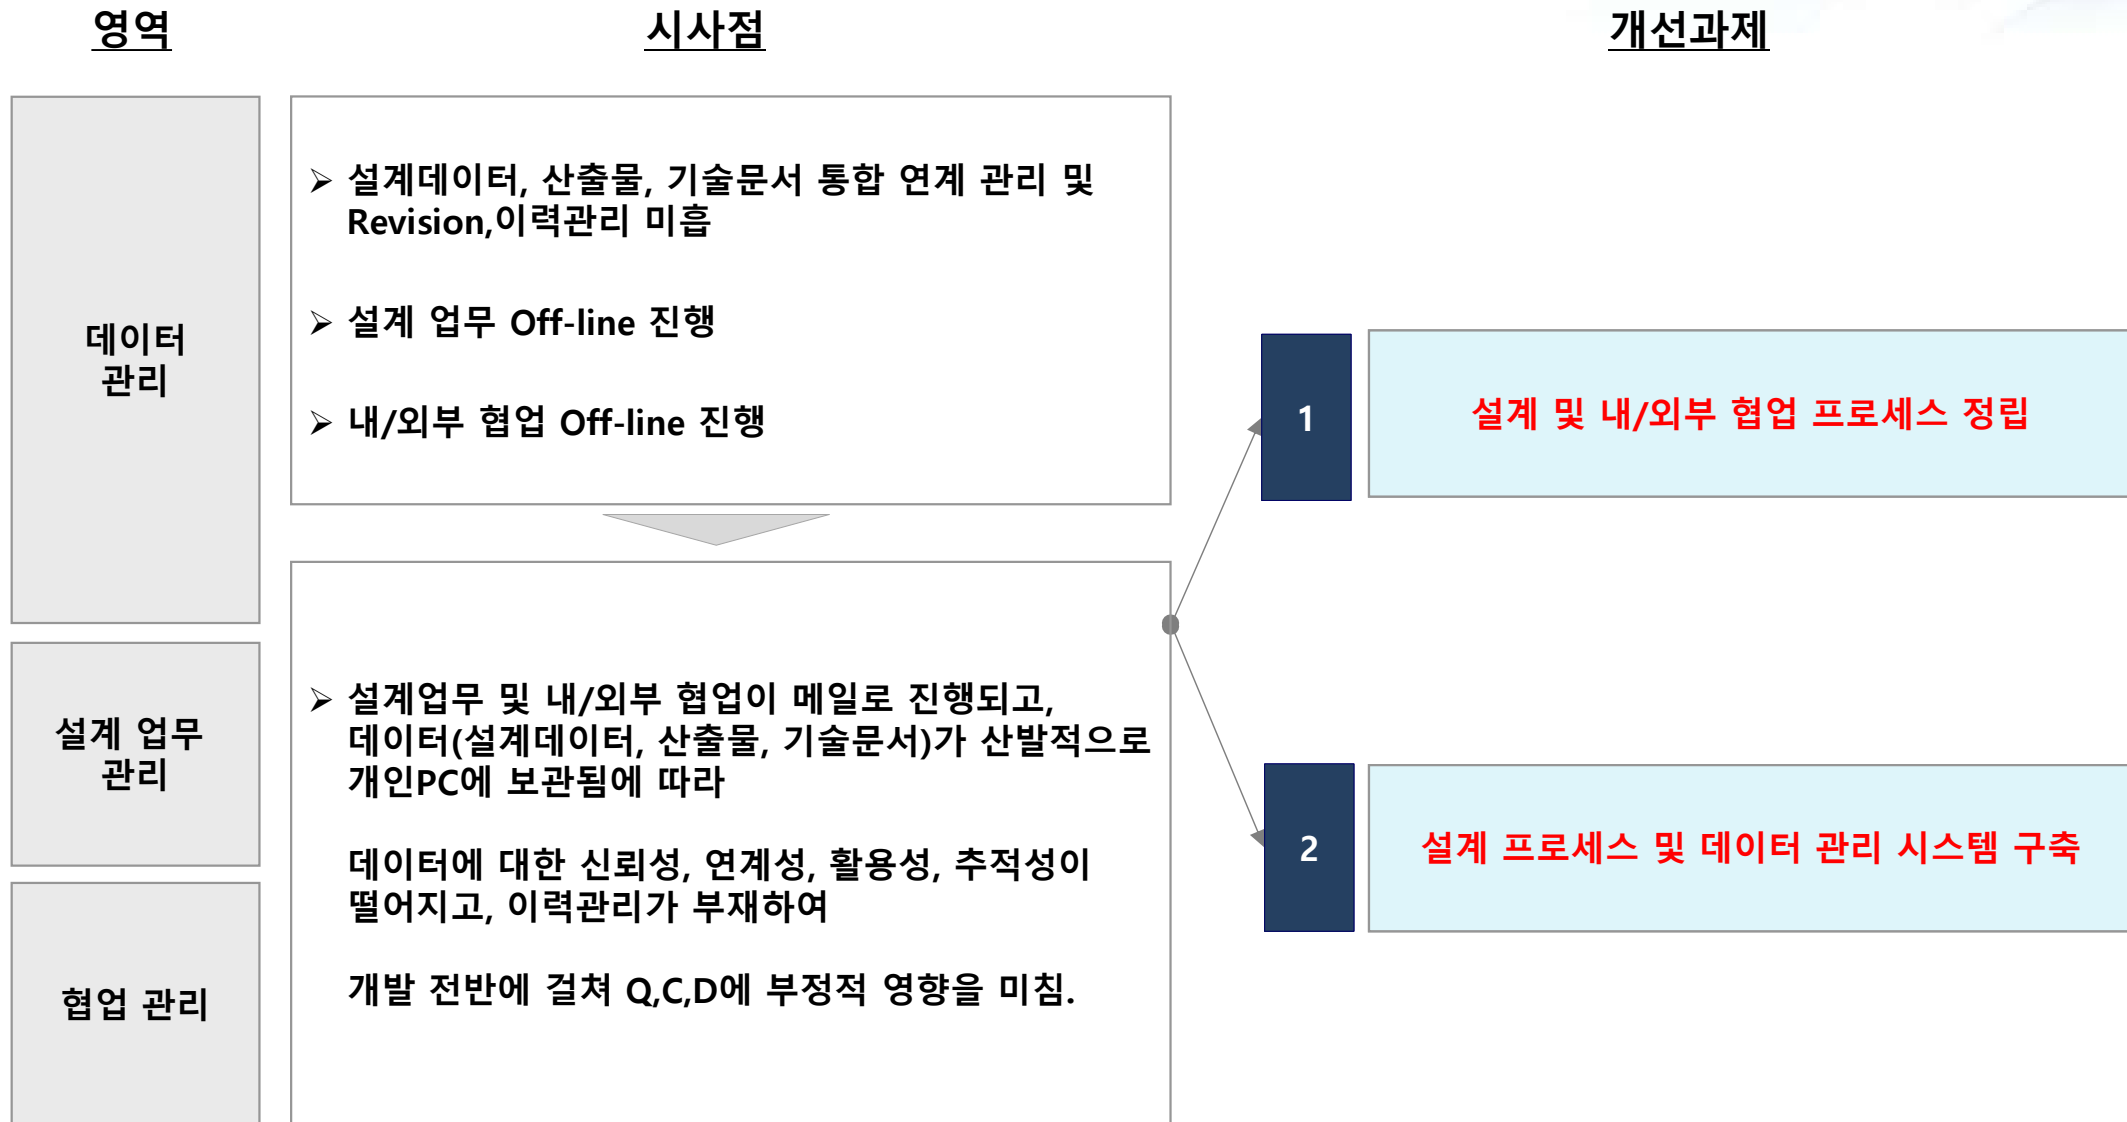 영역
시사점
개선과제
데이터
관리
설계 업무
관리
협업 관리
➢ 설계데이터, 산출물, 기술문서 통합 연계 관리 및
Revision,이력관리 미흡
➢ 설계 업무 Off-line 진행
➢ 내/외부 협업 Off-line 진행
➢ 설계업무 및 내/외부 협업이 메일로 진행되고,
데이터(설계데이터, 산출물, 기술문서)가 산발적으로
개인PC에 보관됨에 따라
데이터에 대한 신뢰성, 연계성, 활용성, 추적성이
떨어지고, 이력관리가 부재하여
개발 전반에 걸쳐 Q,C,D에 부정적 영향을 미침.
1
설계 및 내/외부 협업 프로세스 정립
2
설계 프로세스 및 데이터 관리 시스템 구축